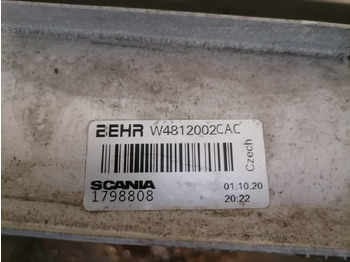 BEHR W4812002CAC
Czech
SCANIA 01.10.20
1798808 20:22